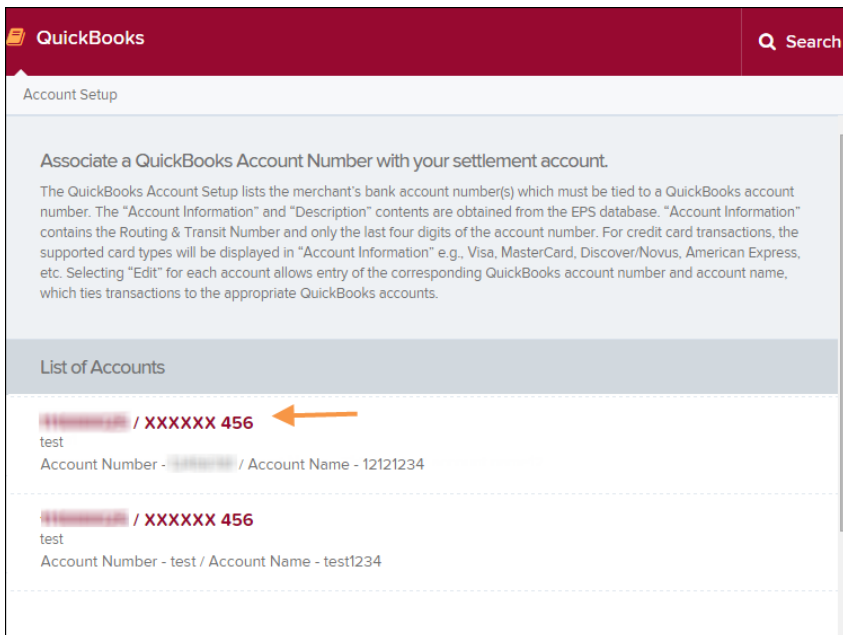 QuickBooks
Search
Account Setup
Associate a QuickBooks Account Number with your settlement account.
The QuickBooks Account Setup lists the merchant's bank account number(s) which must be tied to a QuickBooks account
number. The “Account Information” and “Description” contents are obtained from the EPS database. “Account Information”
contains the Routing & Transit Number and only the last four digits of the account number. For credit card transactions, the
supported card types will be displayed in “Account Information” e.g., Visa, MasterCard, Discover/Novus, American Express,
etc. Selecting “Edit” for each account allows entry of the corresponding QuickBooks account number and account name,
which ties transactions to the appropriate QuickBooks accounts.
List of Accounts
/ XXXXXX 456
test
Account Number - / Account Name - 12121234
/ XXXXXX 456
test
Account Number - test / Account Name - test1234